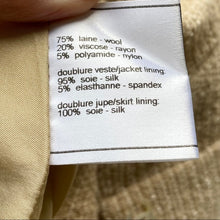 75% laine - wool
20% viscose - rayon
5% polyamide - nylon
doublure veste/jacket lining:
95% soie - silk
5% elasthanne - spandex
doublure jupe/skirt lining:
100% soie - silk